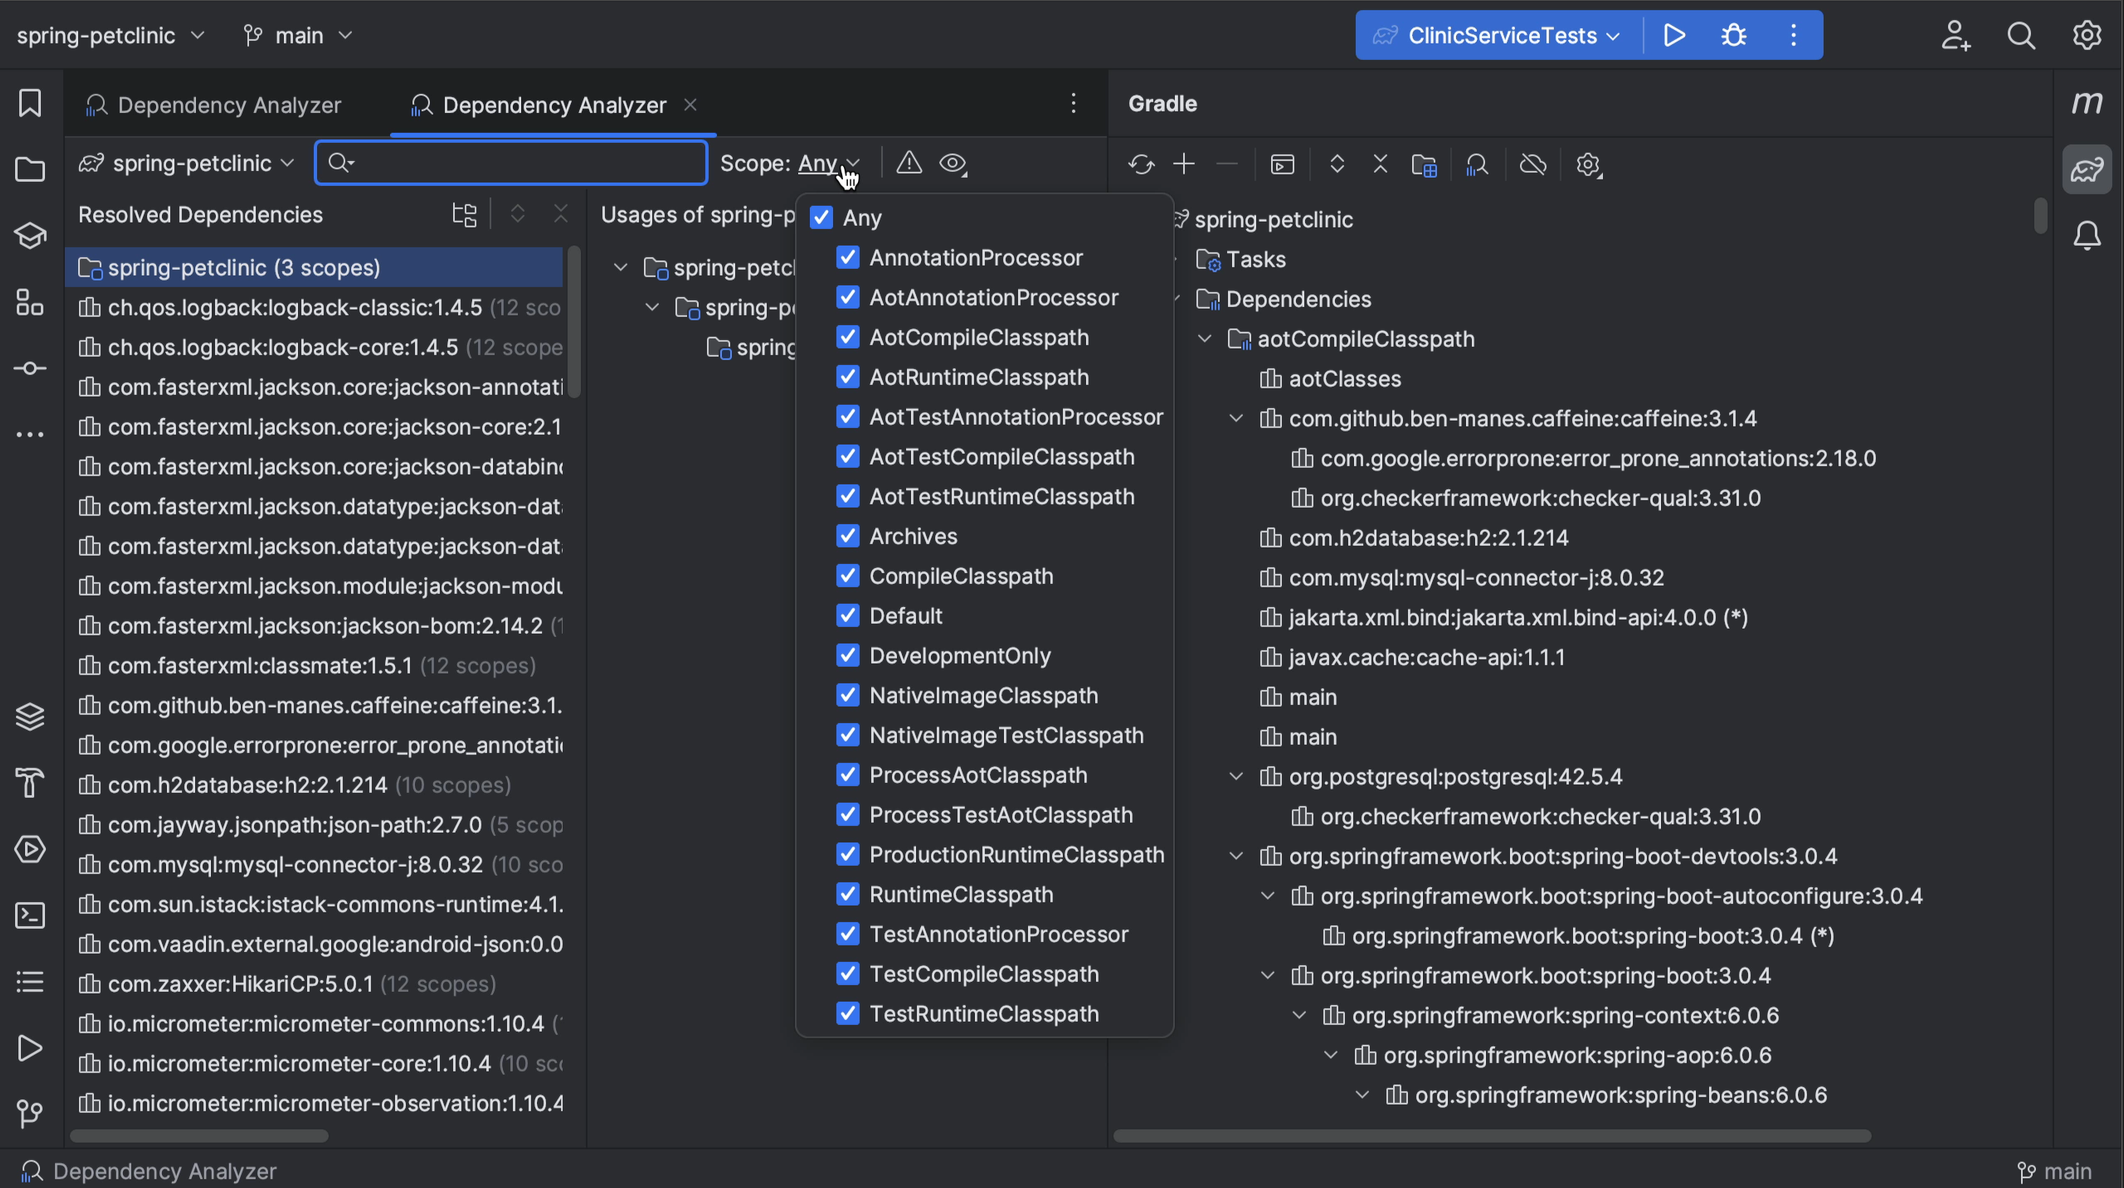 spring-petclinic
main
ClinicServiceTests
Dependency Analyzer
Dependency Analyzer
Gradle
spring-petclinic
Scope: Any
Resolved Dependencies
Usages of spring-p
spring-petclinic (3 scopes)
ch.qos.logback:logback-classic:1.4.5 (12 sco
ch.qos.logback:logback-core:1.4.5 (12 scope
com.fasterxml.jackson.core:jackson-annotati
com.fasterxml.jackson.core:jackson-core:2.1
com.fasterxml.jackson.core:jackson-databind
com.fasterxml.jackson.datatype:jackson-dat
com.fasterxml.jackson.datatype:jackson-dat
com.fasterxml.jackson.module:jackson-modu
com.fasterxml.jackson:jackson-bom:2.14.2 (1
com.fasterxml:classmate:1.5.1 (12 scopes)
com.github.ben-manes.caffeine:caffeine:3.1.
com.google.errorprone:error_prone_annotati
com.h2database:h2:2.1.214 (10 scopes)
com.jayway.jsonpath:json-path:2.7.0 (5 scop
com.mysql:mysql-connector-j:8.0.32 (10 sco
com.sun.istack:istack-commons-runtime:4.1.
com.vaadin.external.google:android-json:0.0
com.zaxxer:HikariCP:5.0.1 (12 scopes)
io.micrometer:micrometer-commons:1.10.4 (
io.micrometer:micrometer-core:1.10.4 (10 sc
io.micrometer:micrometer-observation:1.10.4
spring-petcl
spring-pe
spring
Any
AnnotationProcessor
AotAnnotationProcessor
AotCompileClasspath
AotRuntimeClasspath
AotTestAnnotationProcessor
AotTestCompileClasspath
AotTestRuntimeClasspath
Archives
CompileClasspath
Default
DevelopmentOnly
NativeImageClasspath
NativeImageTestClasspath
ProcessAotClasspath
ProcessTestAotClasspath
ProductionRuntimeClasspath
RuntimeClasspath
TestAnnotationProcessor
TestCompileClasspath
TestRuntimeClasspath
spring-petclinic
Tasks
Dependencies
aotCompileClasspath
aotClasses
com.github.ben-manes.caffeine:caffeine:3.1.4
com.google.errorprone:error_prone_annotations:2.18.0
org.checkerframework:checker-qual:3.31.0
com.h2database:h2:2.1.214
com.mysql:mysql-connector-j:8.0.32
jakarta.xml.bind:jakarta.xml.bind-api:4.0.0 (*)
javax.cache:cache-api:1.1.1
main
main
org.postgresql:postgresql:42.5.4
org.checkerframework:checker-qual:3.31.0
org.springframework.boot:spring-boot-devtools:3.0.4
org.springframework.boot:spring-boot-autoconfigure:3.0.4
org.springframework.boot:spring-boot:3.0.4 (*)
org.springframework.boot:spring-boot:3.0.4
org.springframework:spring-context:6.0.6
org.springframework:spring-aop:6.0.6
org.springframework:spring-beans:6.0.6
m
Dependency Analyzer
main